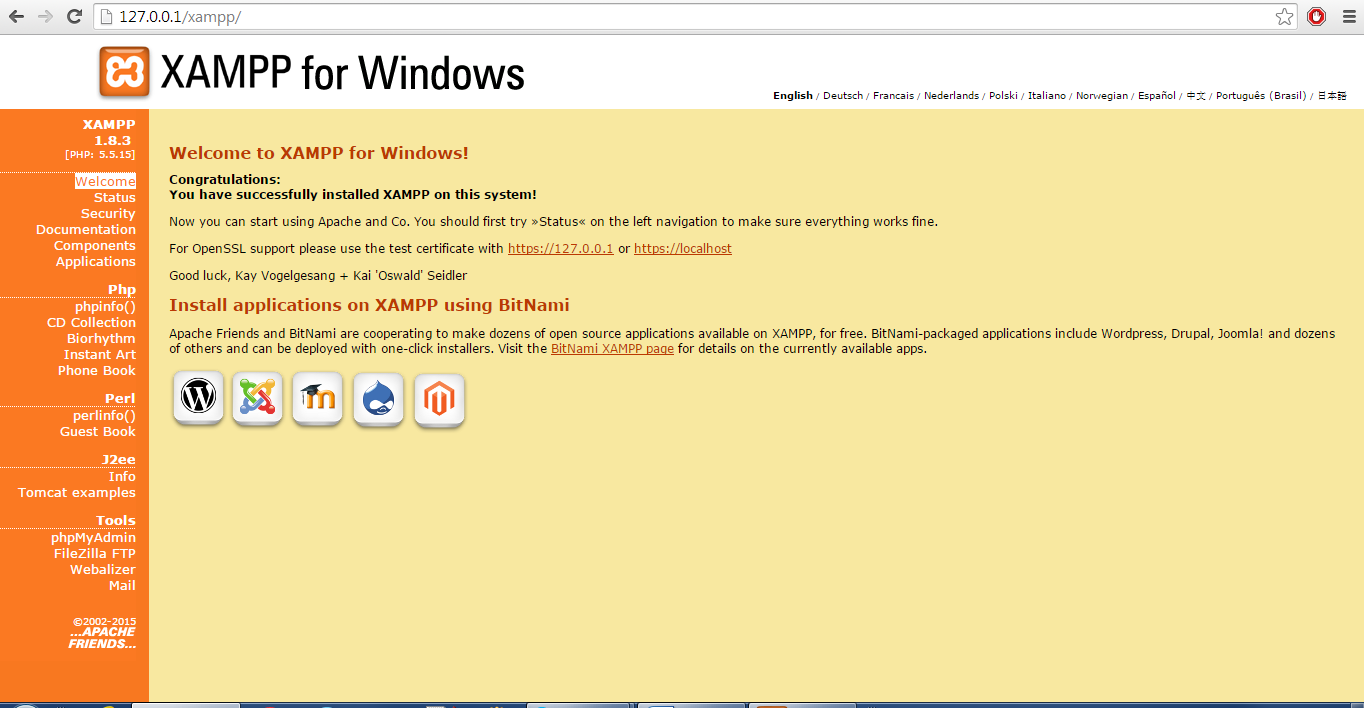 127.0.0.1/xampp/
XAMPP for Windows
English / Deutsch / Francais / Nederlands / Polski / Italiano / Norwegian / Español / 中文 / Português (Brasil) / 日本語
XAMPP
1.8.3
[PHP: 5.5.15]
Welcome
Status
Security
Documentation
Components
Applications
Php
phpinfo()
CD Collection
Biorhythm
Instant Art
Phone Book
Perl
perlinfo()
Guest Book
J2ee
Info
Tomcat examples
Tools
phpMyAdmin
FileZilla FTP
Webalizer
Mail
©2002-2015
...APACHE
FRIENDS...
Welcome to XAMPP for Windows!
Congratulations:
You have successfully installed XAMPP on this system!
Now you can start using Apache and Co. You should first try »Status« on the left navigation to make sure everything works fine.
For OpenSSL support please use the test certificate with https://127.0.0.1 or https://localhost
Good luck, Kay Vogelgesang + Kai 'Oswald' Seidler
Install applications on XAMPP using BitNami
Apache Friends and BitNami are cooperating to make dozens of open source applications available on XAMPP, for free. BitNami-packaged applications include Wordpress, Drupal, Joomla! and dozens
of others and can be deployed with one-click installers. Visit the BitNami XAMPP page for details on the currently available apps.